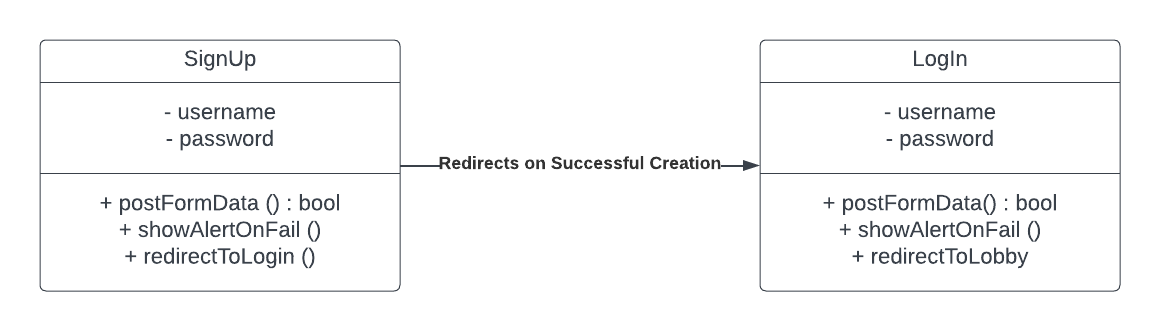 SignUp
- username
- password
+ postFormData () : bool
+ showAlertOnFail ()
+ redirectToLogin ()
Redirects on Successful Creation
LogIn
- username
- password
+ postFormData() : bool
+ showAlertOnFail ()
+ redirectToLobby